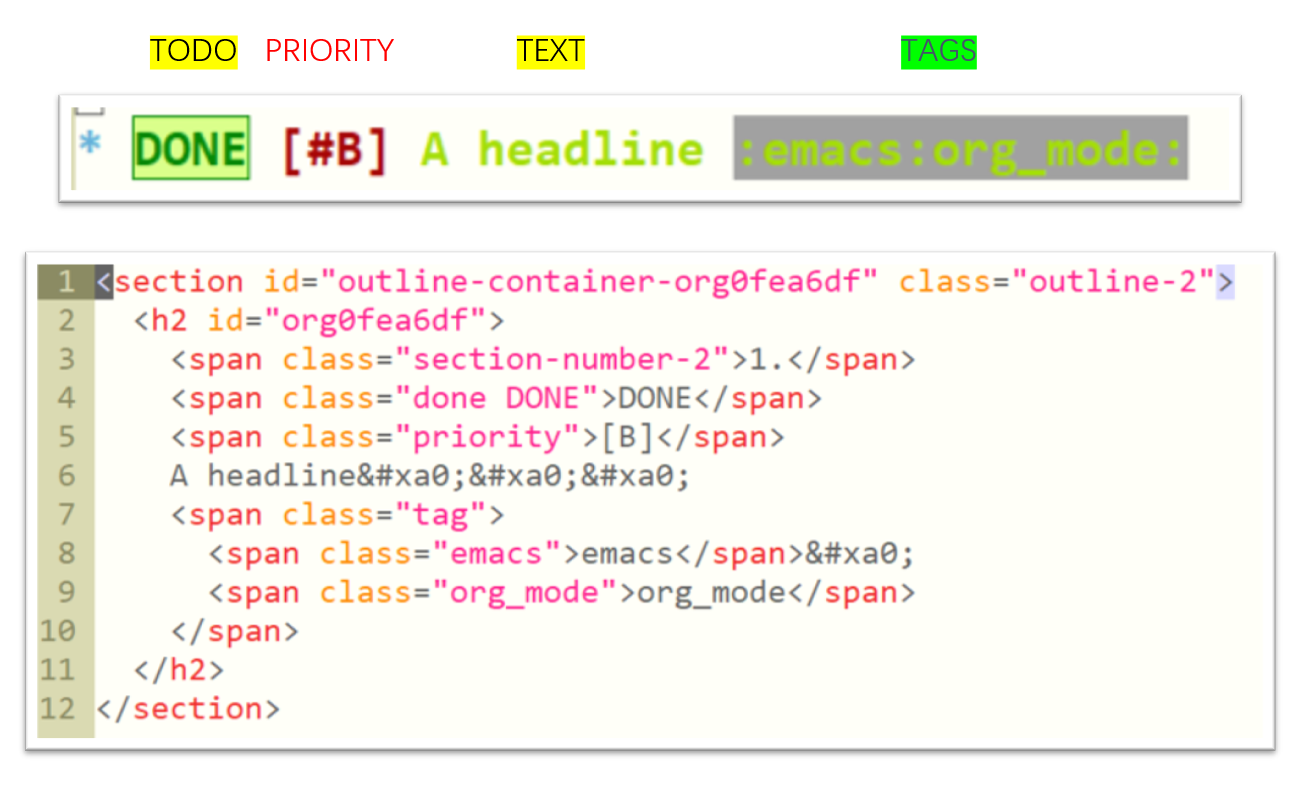 TODO PRIORITY TEXT TAGS
* DONE [#B] A headline :emacs:org_mode:
1 <section id="outline-container-org0fea6df" class="outline-2">
2 <h2 id="org0fea6df">
3 <span class="section-number-2">1.</span>
4 <span class="done DONE">DONE</span>
5 <span class="priority">[B]</span>
6 A headline&#xa0;&#xa0;&#xa0;
7 <span class="tag">
8 <span class="emacs">emacs</span>&#xa0;
9 <span class="org_mode">org_mode</span>
10 </span>
11 </h2>
12 </section>